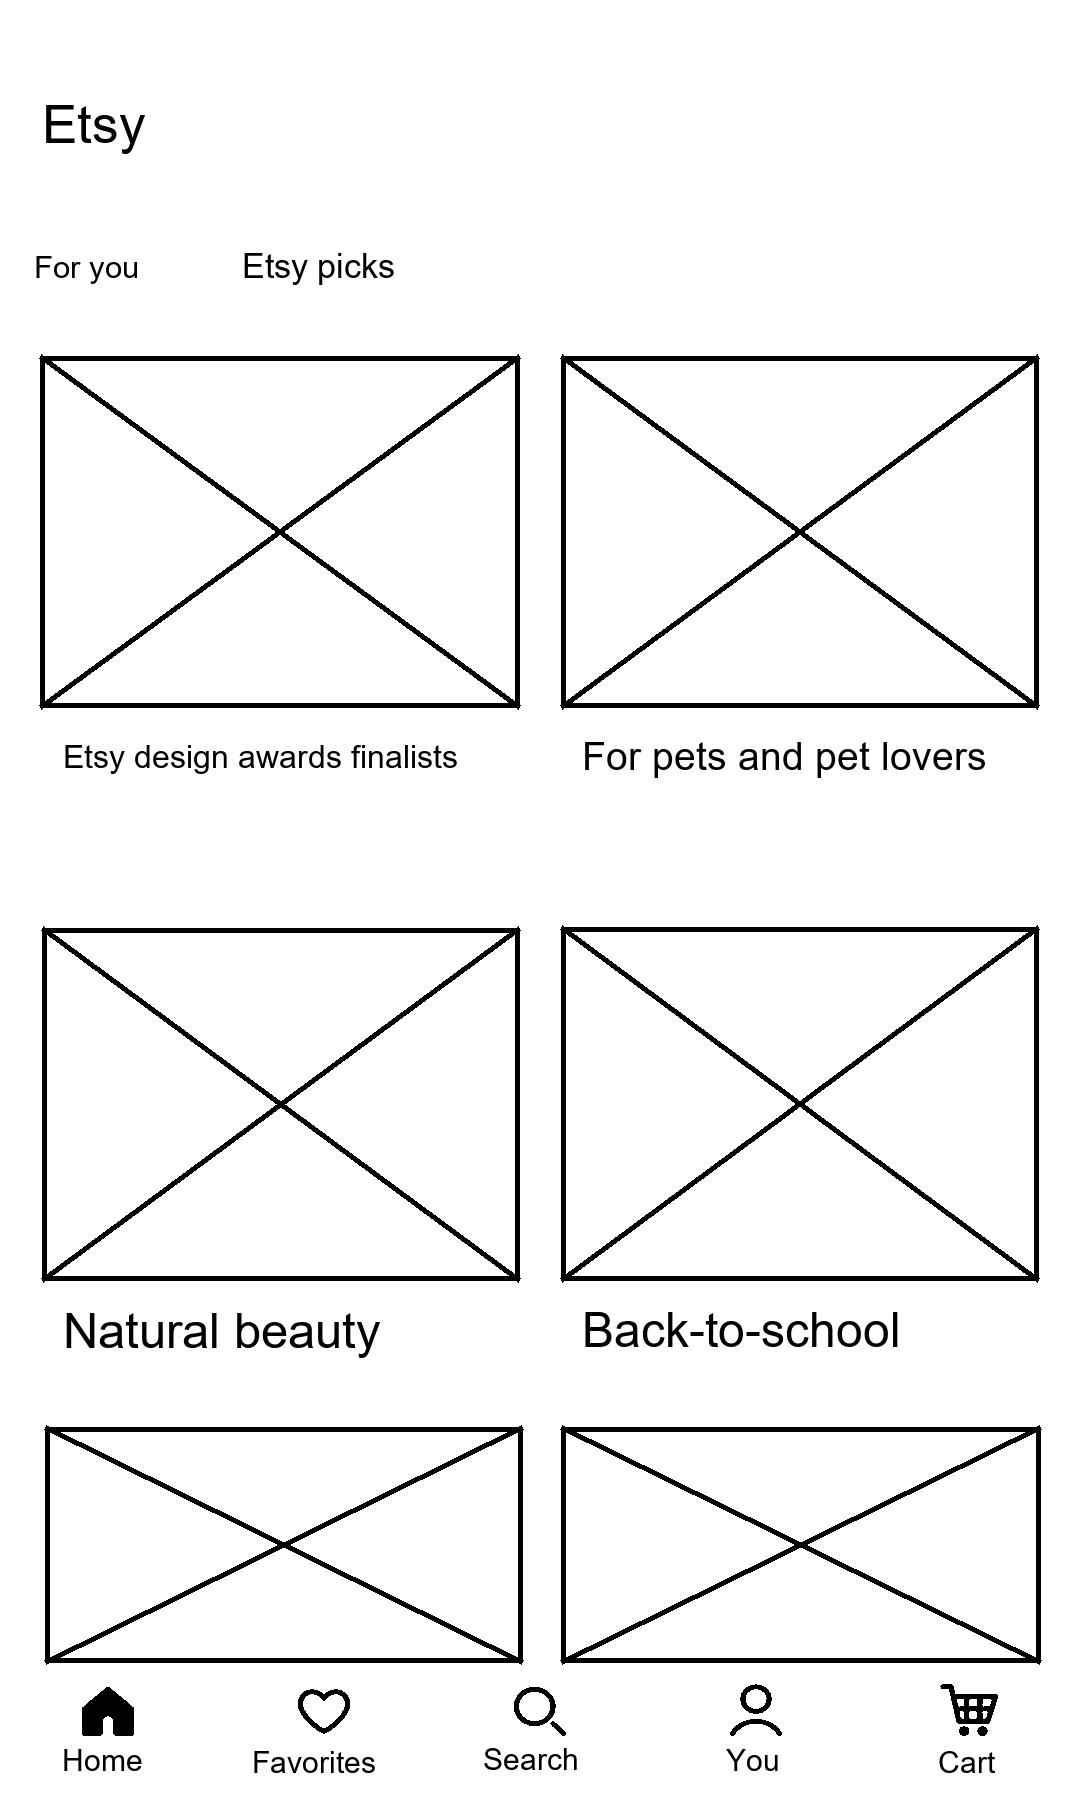 Etsy
For you
Etsy picks
Etsy design awards finalists
For pets and pet lovers
Natural beauty
Back-to-school
Home
Favorites
Search
You
Cart